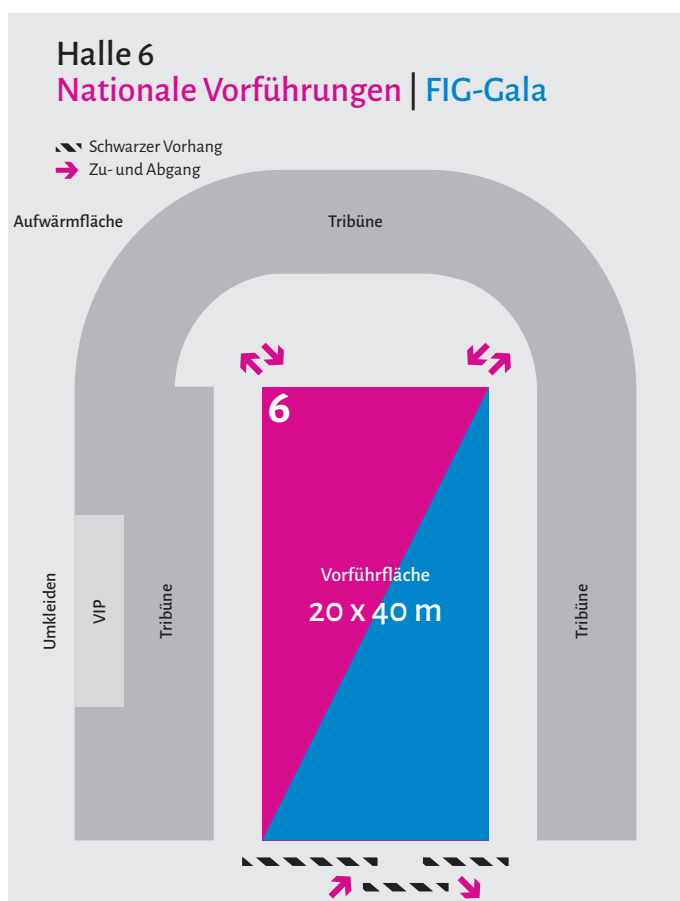 Halle 6
Nationale Vorführungen | FIG-Gala
Schwarzer Vorhang
Zu- und Abgang
Aufwärmfläche
Tribüne
6
Vorführfläche
20 x 40 m
Umkleiden
VIP
Tribüne
Tribüne